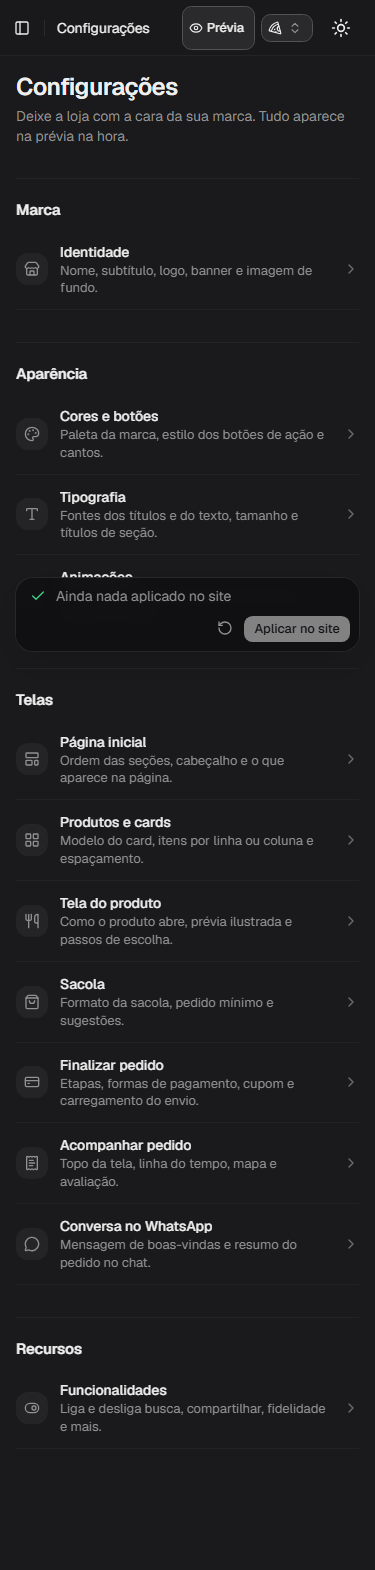 Configurações
Prévia
Configurações
Deixe a loja com a cara da sua marca. Tudo aparece
na prévia na hora.
Marca
Identidade
Nome, subtítulo, logo, banner e imagem de
fundo.
Aparência
Cores e botões
Paleta da marca, estilo dos botões de ação e
cantos.
Tipografia
Fontes dos títulos e do texto, tamanho e
títulos de seção.
Animações
Ainda nada aplicado no site
Aplicar no site
Telas
Página inicial
Ordem das seções, cabeçalho e o que
aparece na página.
Produtos e cards
Modelo do card, itens por linha ou coluna e
espaçamento.
Tela do produto
Como o produto abre, prévia ilustrada e
passos de escolha.
Sacola
Formato da sacola, pedido mínimo e
sugestões.
Finalizar pedido
Etapas, formas de pagamento, cupom e
carregamento do envio.
Acompanhar pedido
Topo da tela, linha do tempo, mapa e
avaliação.
Conversa no WhatsApp
Mensagem de boas-vindas e resumo do
pedido no chat.
Recursos
Funcionalidades
Liga e desliga busca, compartilhar, fidelidade
e mais.